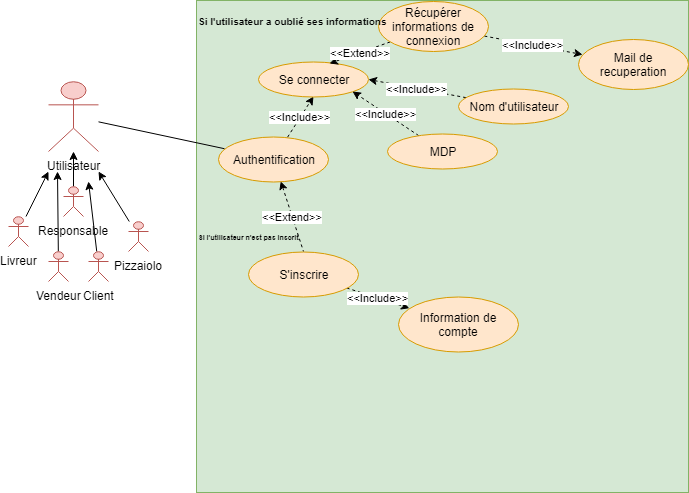 Si l'utilisateur a oublié ses informations
Récupérer
informations de
connexion
<<Extend>>
<<Include>>
Mail de
recuperation
Se connecter
<<Include>>
Nom d'utilisateur
<<Include>>
<<Include>>
MDP
Authentification
Utilisateur
Livreur
Responsable
Pizzaiolo
Vendeur
Client
<<Extend>>
Si l'utilisateur n'est pas inscrit
S'inscrire
<<Include>>
Information de
compte